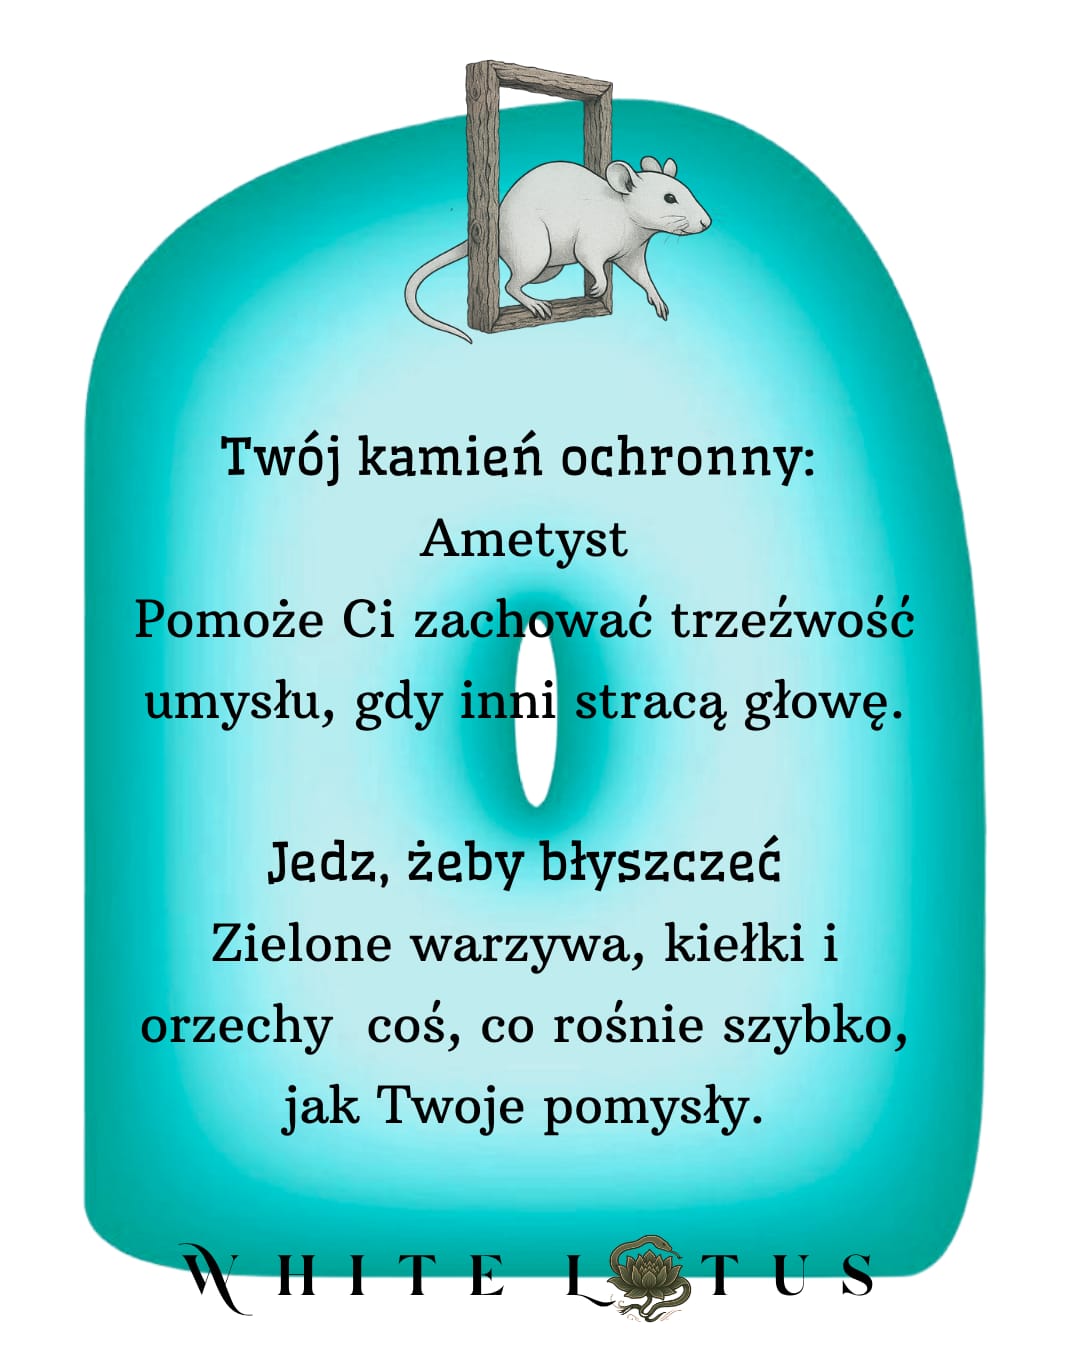 Twój kamień ochronny:
Ametyst
Pomoże Ci zachować trzeźwość
umysłu, gdy inni stracą głowę.
Jedz, żeby błyszczeć
Zielone warzywa, kiełki i
orzechy  coś, co rośnie szybko,
jak Twoje pomysły.
WHITE LOTUS